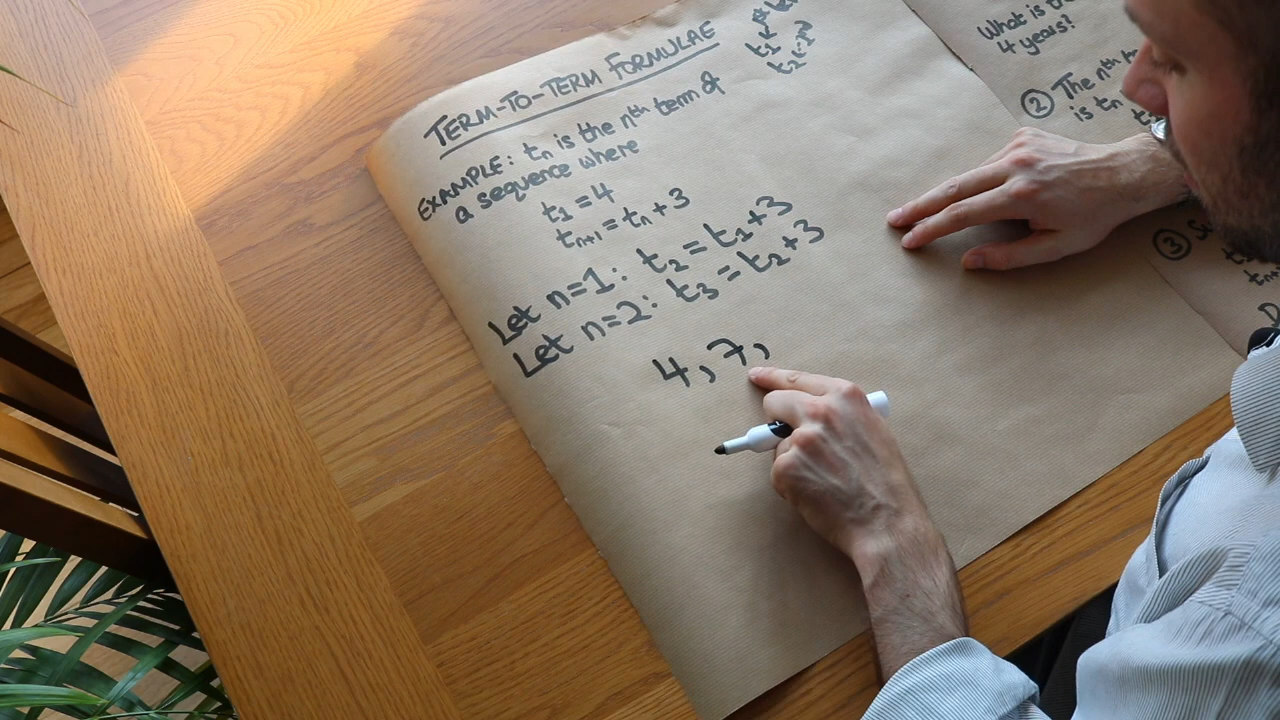 TERM-TO-TERM FORMULAE
EXAMPLE: tₙ is the nᵗʰ term of
a sequence where
t₁ = 4
tₙ₊₁ = tₙ + 3
Let n=1: t₂ = t₁+3
Let n=2: t₃ = t₂+3
4, 7,
t₁
t₂
What is
4 years?
② The nᵗʰ
is tₙ
③